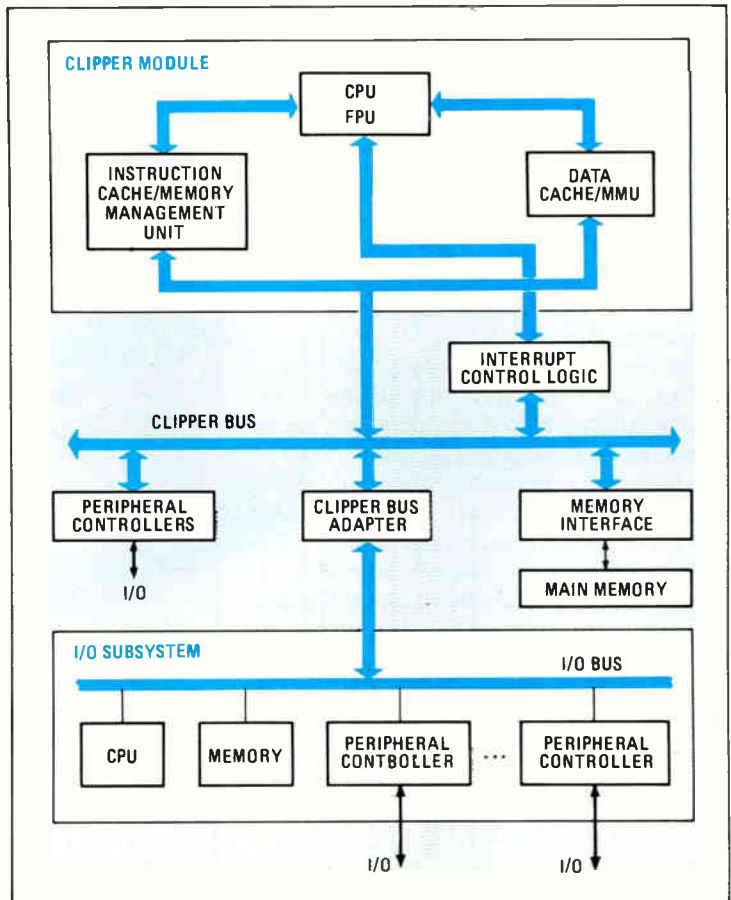 CLIPPER MODULE
CPU
FPU
INSTRUCTION
CACHE/MEMORY
MANAGEMENT
UNIT
DATA
CACHE/MMU
INTERRUPT
CONTROL LOGIC
CLIPPER BUS
PERIPHERAL
CONTROLLERS
CLIPPER BUS
ADAPTER
MEMORY
INTERFACE
I/O
MAIN MEMORY
I/O SUBSYSTEM
I/O BUS
CPU
MEMORY
PERIPHERAL
CONTBOLLER
...
PERIPHERAL
CONTROLLER
I/O
I/O